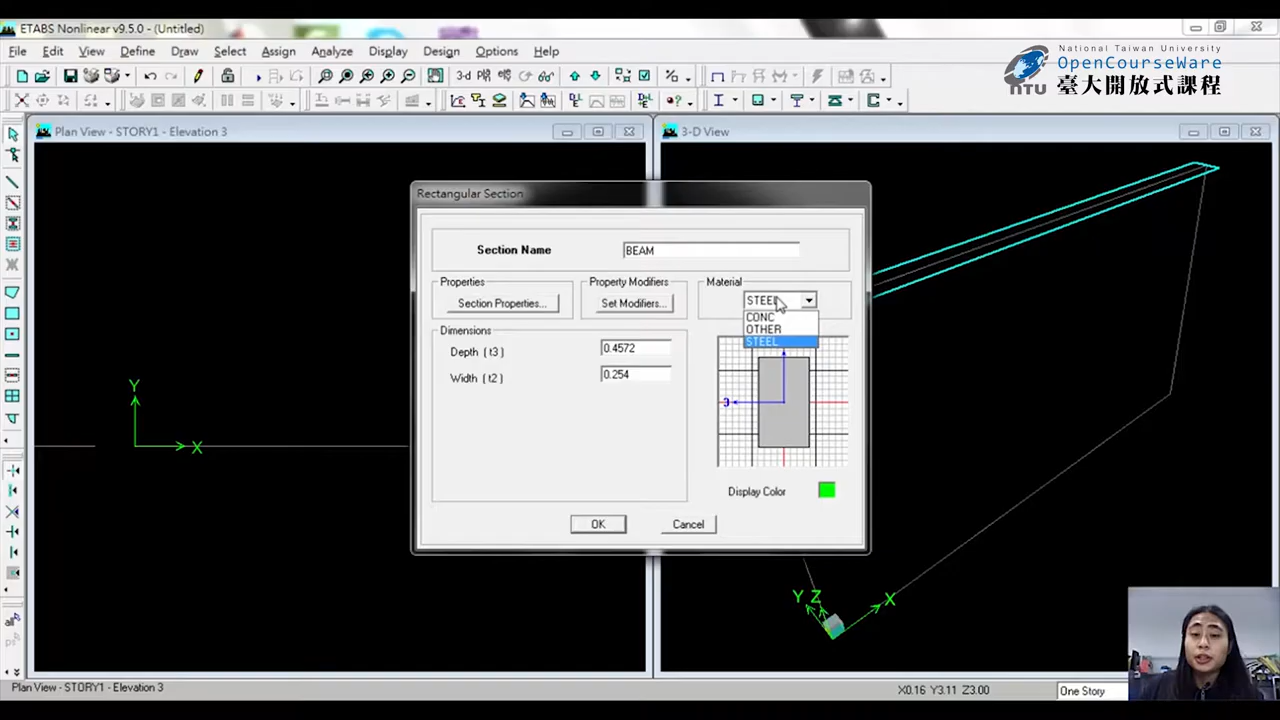 ETABS Nonlinear v9.5.0 - (Untitled)
File Edit View Define Draw Select Assign Analyze Display Design Options Help
National Taiwan University
OpenCourseWare
NTU 臺大開放式課程
3-d
Plan View - STORY1 - Elevation 3
3-D View
Rectangular Section
Section Name BEAM
Properties
Section Properties...
Property Modifiers
Set Modifiers...
Material
STEEL
CONC
OTHER
STEEL
Dimensions
Depth ( t3 ) 0.4572
Width ( t2 ) 0.254
3
Display Color
OK Cancel
Y
X
Y Z X
all
Plan View - STORY1 - Elevation 3
X0.16 Y3.11 Z3.00
One Story